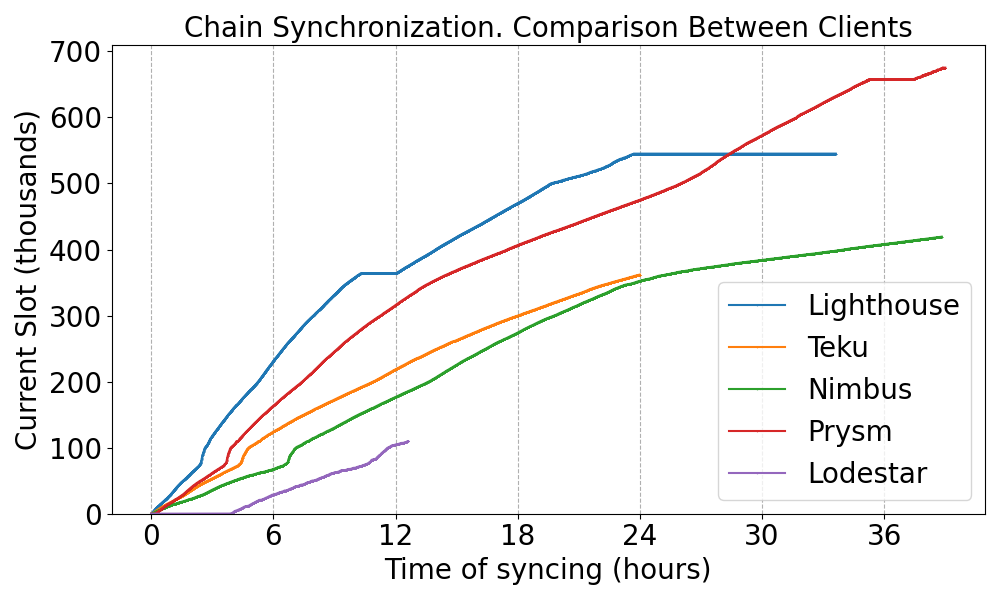 Chain Synchronization. Comparison Between Clients
Current Slot (thousands)
700
600
500
400
300
200
100
0
0 6 12 18 24 30 36
Time of syncing (hours)
Lighthouse
Teku
Nimbus
Prysm
Lodestar